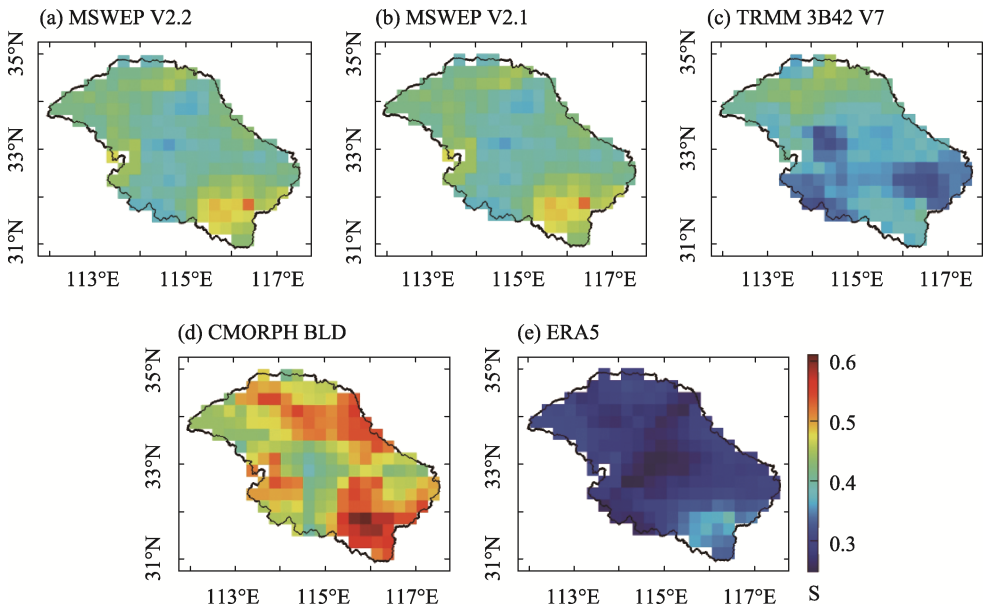 (a) MSWEP V2.2
(b) MSWEP V2.1
(c) TRMM 3B42 V7
35°N
33°N
31°N
113°E 115°E 117°E
35°N
33°N
31°N
113°E 115°E 117°E
35°N
33°N
31°N
113°E 115°E 117°E
(d) CMORPH BLD
(e) ERA5
35°N
33°N
31°N
113°E 115°E 117°E
35°N
33°N
31°N
113°E 115°E 117°E
0.6
0.5
0.4
0.3
S